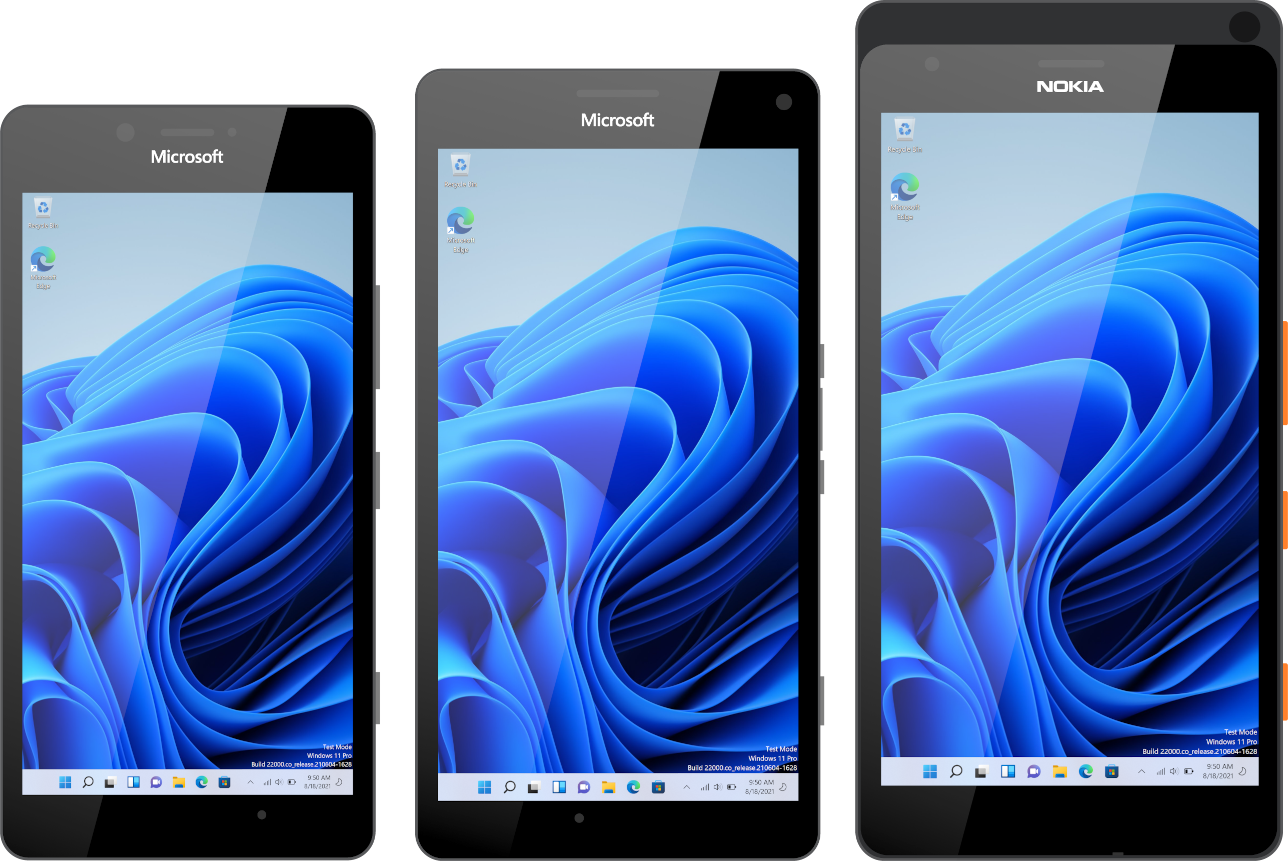 Microsoft
Recycle Bin
Microsoft
Edge
Test Mode
Windows 11 Pro
Build 22000.co_release.210604-1628
9:50 AM
8/18/2021
Microsoft
Recycle Bin
Microsoft
Edge
Test Mode
Windows 11 Pro
Build 22000.co_release.210604-1628
9:50 AM
8/18/2021
NOKIA
Recycle Bin
Microsoft
Edge
Test Mode
Windows 11 Pro
Build 22000.co_release.210604-1628
9:50 AM
8/18/2021